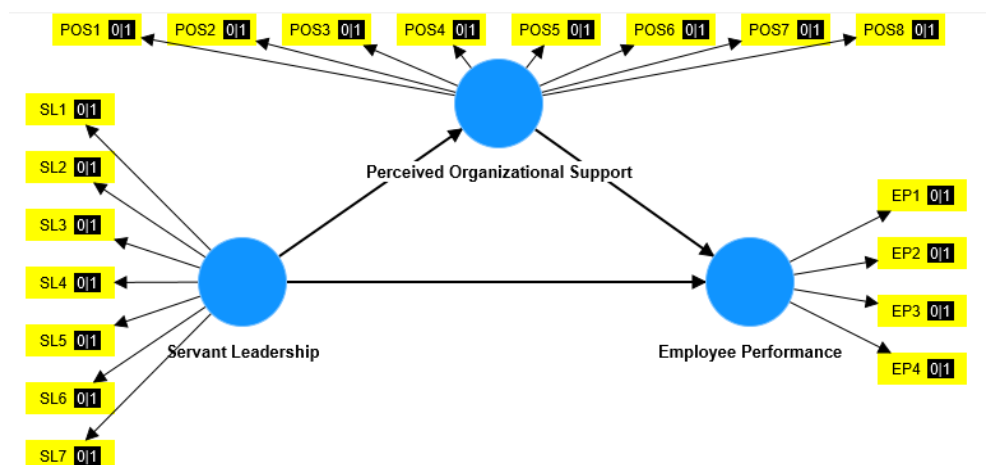 POS1 0|1 POS2 0|1 POS3 0|1 POS4 0|1 POS5 0|1 POS6 0|1 POS7 0|1 POS8 0|1
SL1 0|1
SL2 0|1
SL3 0|1
SL4 0|1
SL5 0|1
SL6 0|1
SL7 0|1
Perceived Organizational Support
Servant Leadership
Employee Performance
EP1 0|1
EP2 0|1
EP3 0|1
EP4 0|1